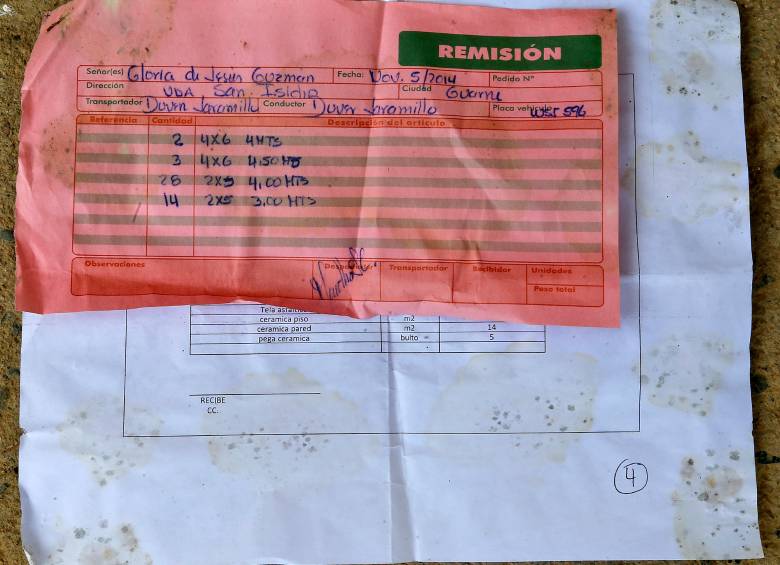 REMISIÓN
Señor(es) Gloria de Jesus Guzman Fecha: Nov. 5/2014 Pedido N°
Dirección VDA San Isidro Ciudad Guarne
Transportador Duver Jaramillo Conductor Duver Jaramillo Placa vehículo WST 596
Referencia Cantidad Descripción del artículo
2 4X6 4 MTS
3 4X6 4.50 MTS
28 2X5 4,00 MTS
14 2X5 3,00 MTS
Observaciones Despachador Transportador Recibidor Unidades
Peso total
Tela
ceramica piso m2
ceramica pared m2 14
pega ceramica bulto 5
RECIBE
CC.
4